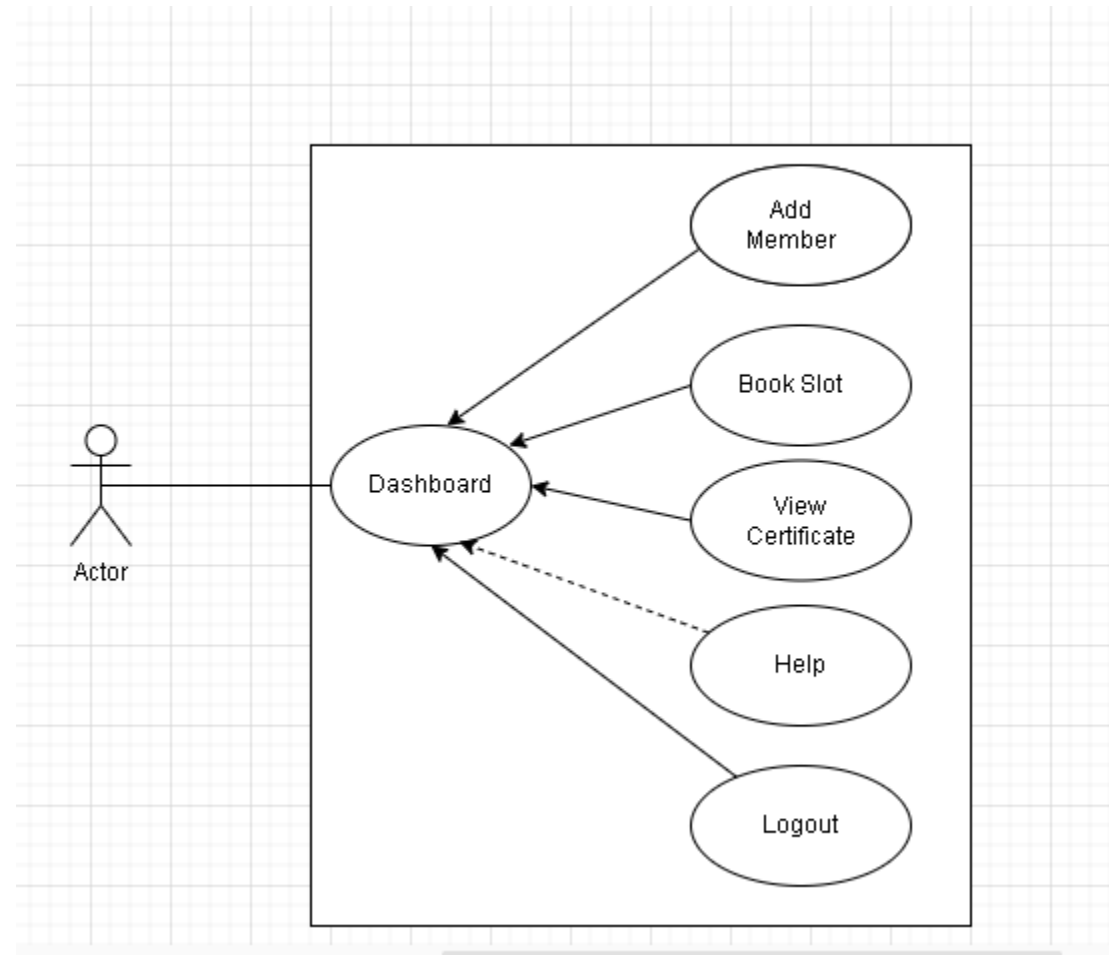 Add
Member
Book Slot
Dashboard
View
Certificate
Actor
Help
Logout